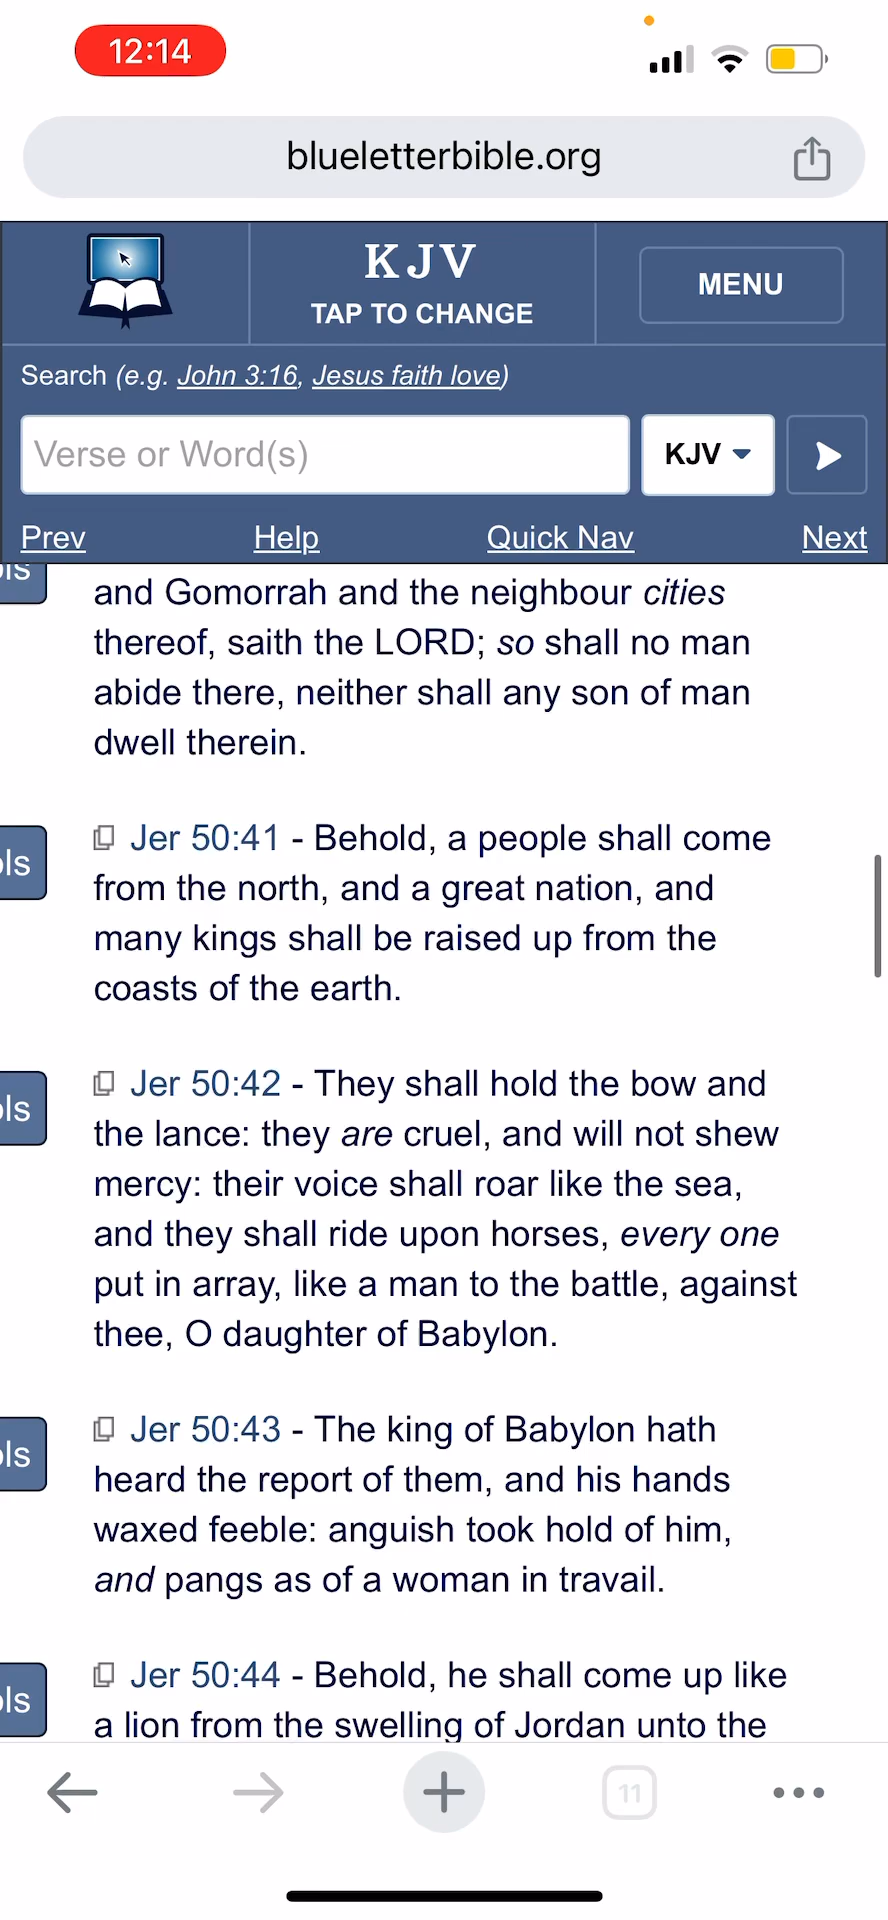 12:14
blueletterbible.org
KJV
TAP TO CHANGE
MENU
Search (e.g. John 3:16, Jesus faith love)
Verse or Word(s)
KJV
Prev Help Quick Nav Next
ols
and Gomorrah and the neighbour cities
thereof, saith the LORD; so shall no man
abide there, neither shall any son of man
dwell therein.
ols
Jer 50:41 - Behold, a people shall come
from the north, and a great nation, and
many kings shall be raised up from the
coasts of the earth.
ols
Jer 50:42 - They shall hold the bow and
the lance: they are cruel, and will not shew
mercy: their voice shall roar like the sea,
and they shall ride upon horses, every one
put in array, like a man to the battle, against
thee, O daughter of Babylon.
ols
Jer 50:43 - The king of Babylon hath
heard the report of them, and his hands
waxed feeble: anguish took hold of him,
and pangs as of a woman in travail.
ols
Jer 50:44 - Behold, he shall come up like
a lion from the swelling of Jordan unto the
11